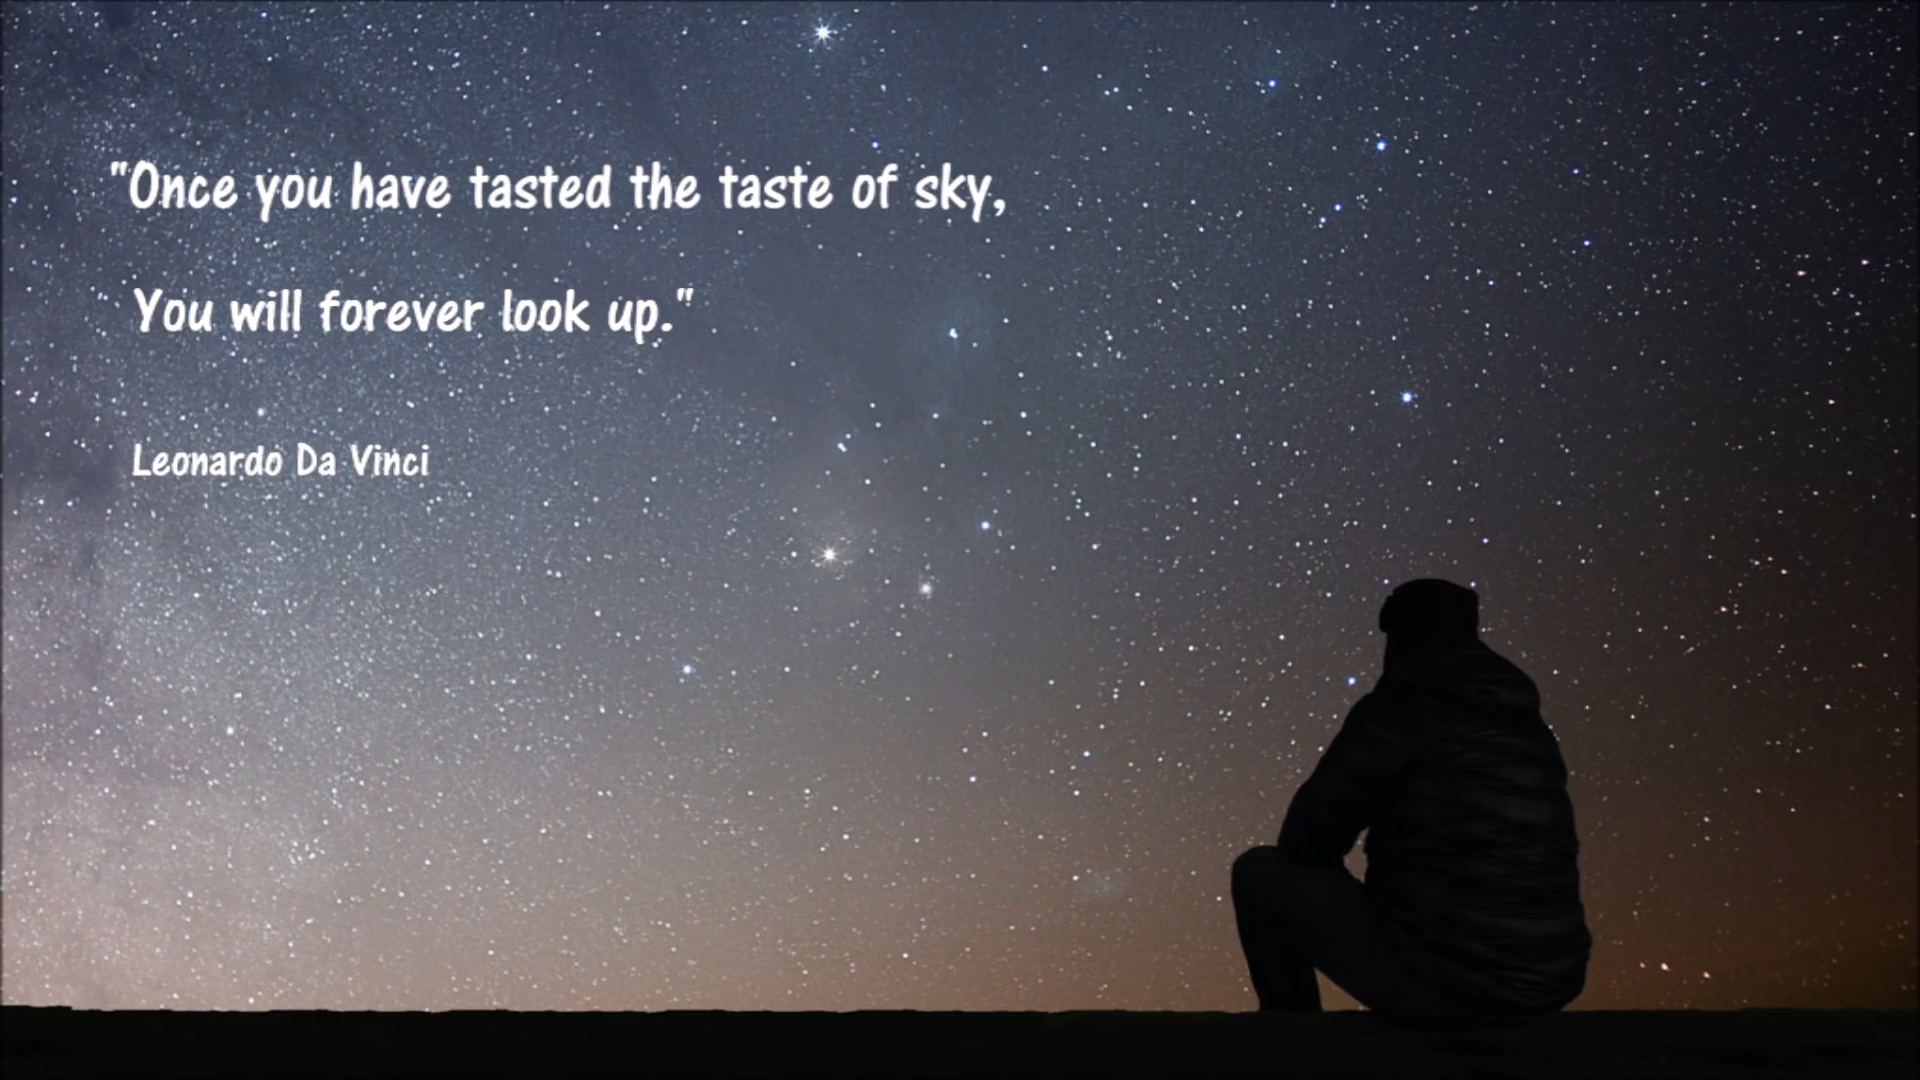 "Once you have tasted the taste of sky,
You will forever look up."
Leonardo Da Vinci